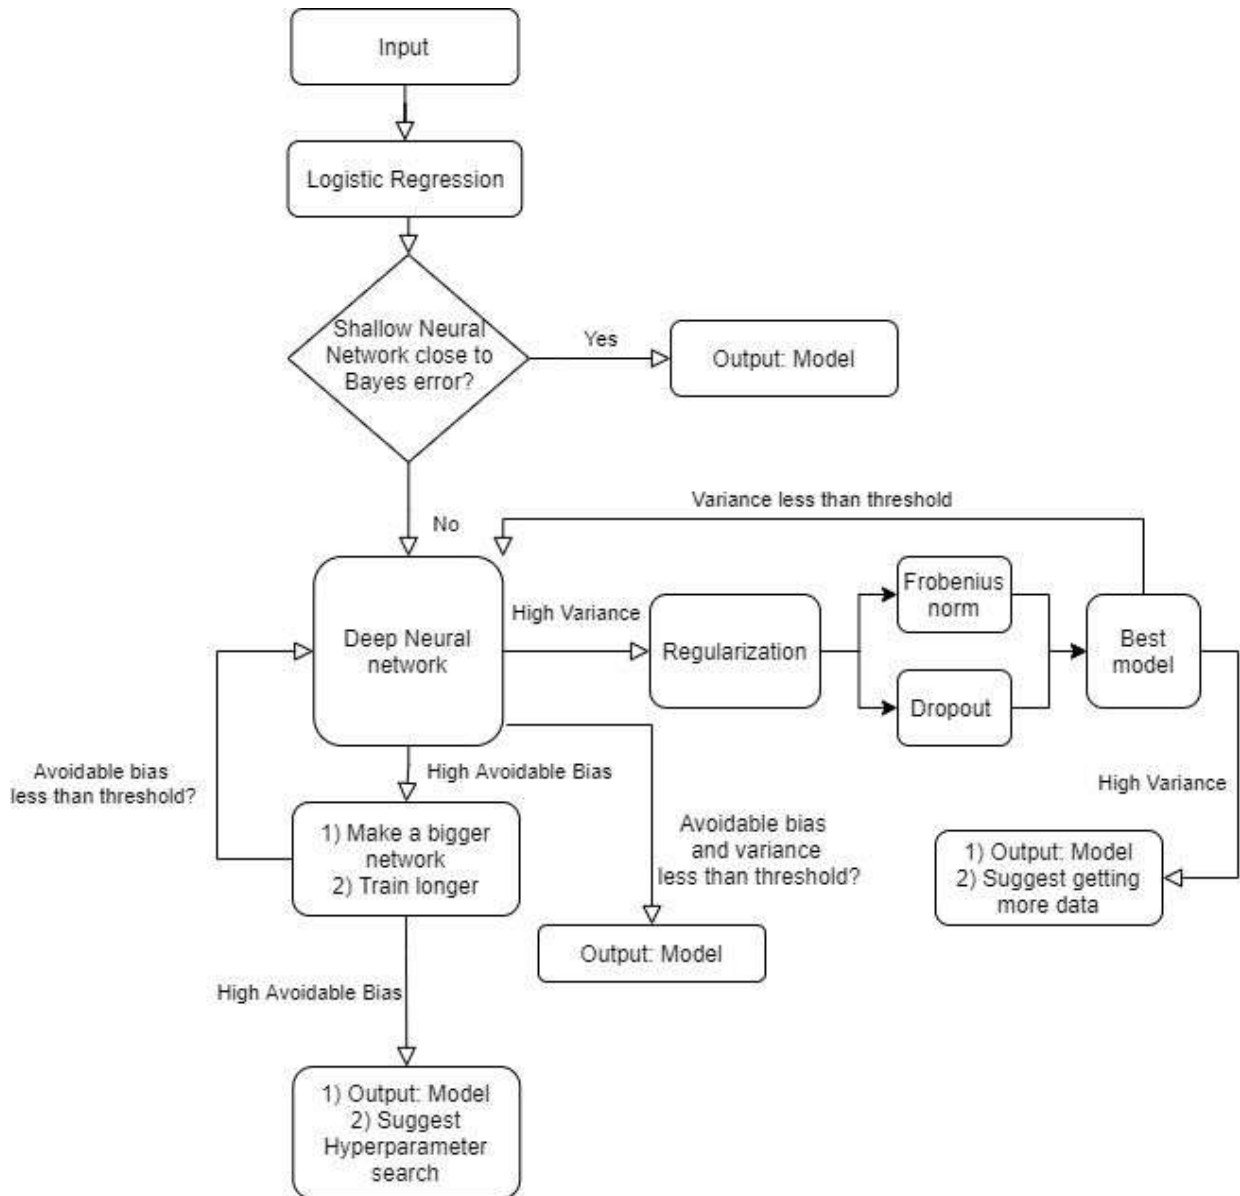 Input
Logistic Regression
Shallow Neural
Network close to
Bayes error?
Yes
Output: Model
No
Variance less than threshold
Deep Neural
network
High Variance
Regularization
Frobenius
norm
Dropout
Best
model
High Avoidable Bias
Avoidable bias
less than threshold?
1) Make a bigger
network
2) Train longer
Avoidable bias
and variance
less than threshold?
Output: Model
High Variance
1) Output: Model
2) Suggest getting
more data
High Avoidable Bias
1) Output: Model
2) Suggest
Hyperparameter
search